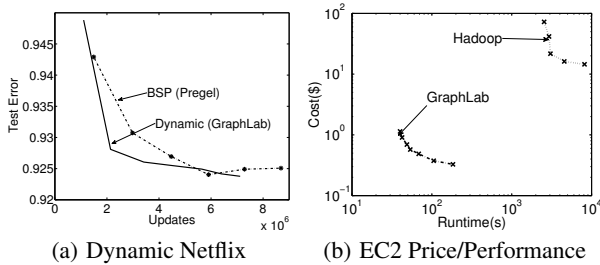 0.945
0.94
0.935
0.93
0.925
0.92
Test Error
BSP (Pregel)
Dynamic (GraphLab)
0 2 4 6 8
Updates
x 10^6
(a) Dynamic Netflix
10^2
10^1
10^0
10^-1
Cost($)
Hadoop
GraphLab
10^1 10^2 10^3 10^4
Runtime(s)
(b) EC2 Price/Performance